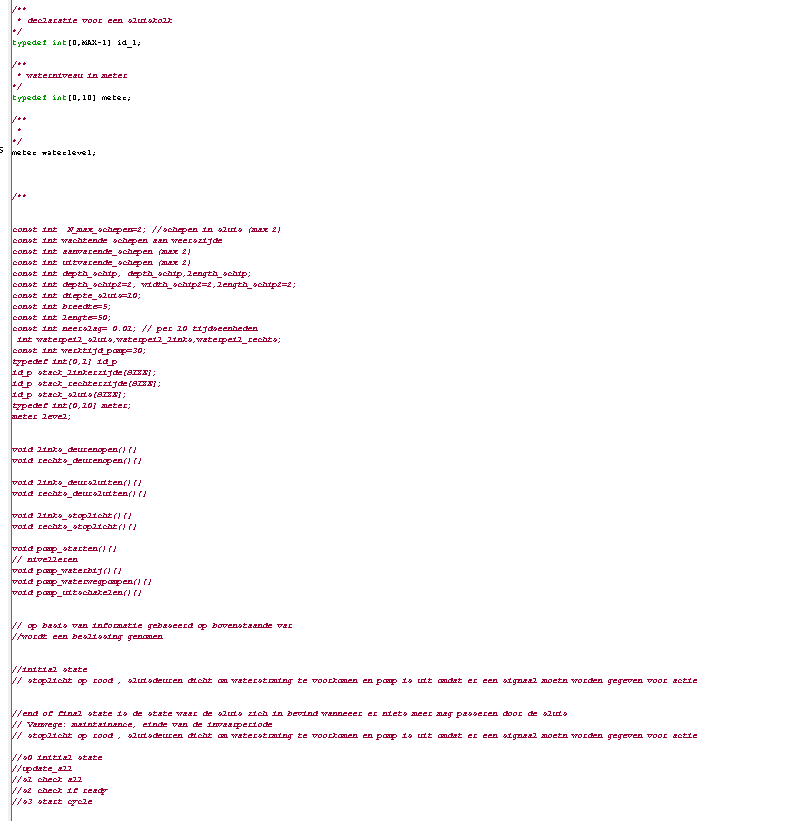 /**
* declaratie voor een sluiskolk
*/
typedef int[0,MAX-1] id_l;
/**
* waterniveau in meter
*/
typedef int[0,10] meter;
/**
*
*/
meter waterlevel;
/**
const int N_max_schepen=2; //schepen in sluis (max 2)
const int wachtende schepen aan weerszijde
const int aanvarende_schepen (max 2)
const int uitvarende_schepen (max 2)
const int depth_schip, depth_schip,length_schip;
const int depth_schip2=2, width_schip2=2,length_schip2=2;
const int diepte_sluis=10;
const int breedte=5;
const int lengte=50;
const int neerslag= 0.01; // per 10 tijdseenheden
int waterpeil_sluis,waterpeil_links,waterpeil_rechts;
const int werktijd_pomp=30;
typedef int[0,1] id_p
id_p stack_linkerzijde[SIZE];
id_p stack_rechterzijde[SIZE];
id_p stack_sluis[SIZE];
typedef int[0,10] meter;
meter level;
void links_deurenopen(){}
void rechts_deurenopen(){}
void links_deursluiten(){}
void rechts_deursluiten(){}
void links_stoplicht(){}
void rechts_stoplicht(){}
void pomp_starten(){}
// nivelleren
void pomp_waterbij(){}
void pomp_waterwegpompen(){}
void pomp_uitschakelen(){}
// op basis van informatie gebaseerd op bovenstaande var
//wordt een beslissing genomen
//initial state
// stoplicht op rood , sluisdeuren dicht om waterstrming te voorkomen en pomp is uit omdat er een signaal moetn worden gegeven voor actie
//end of final state is de state waar de sluis zich in bevind wanneeer er niets meer mag passeren door de sluis
// Vanwege: maintainance, einde van de invaarperiode
// stoplicht op rood , sluisdeuren dicht om waterstrming te voorkomen en pomp is uit omdat er een signaal moetn worden gegeven voor actie
//s0 initial state
//update_all
//s1 check all
//s2 check if ready
//s3 start cycle